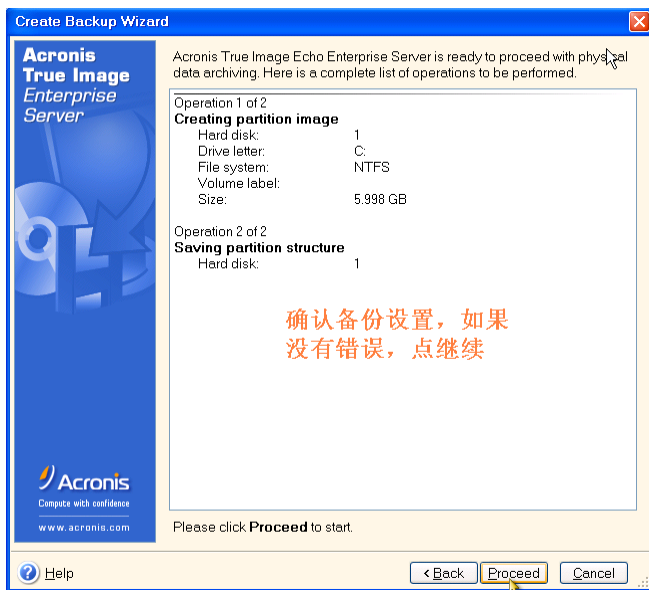 Create Backup Wizard
Acronis
True Image
Enterprise
Server
Acronis True Image Echo Enterprise Server is ready to proceed with physical
data archiving. Here is a complete list of operations to be performed.
Operation 1 of 2
Creating partition image
Hard disk: 1
Drive letter: C:
File system: NTFS
Volume label:
Size: 5.998 GB
Operation 2 of 2
Saving partition structure
Hard disk: 1
确认备份设置，如果
没有错误，点继续
Acronis
Compute with confidence
www.acronis.com
Please click Proceed to start.
Help
< Back
Proceed
Cancel